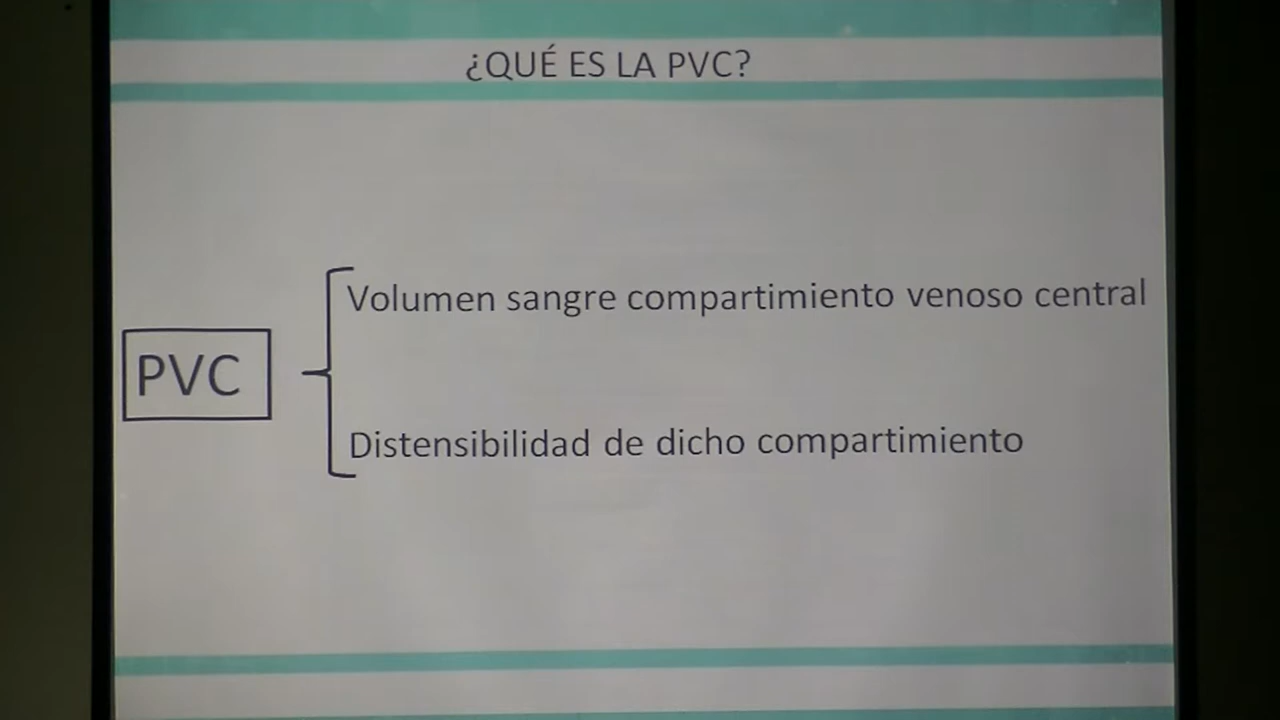 ¿QUÉ ES LA PVC?
Volumen sangre compartimiento venoso central
PVC
Distensibilidad de dicho compartimiento